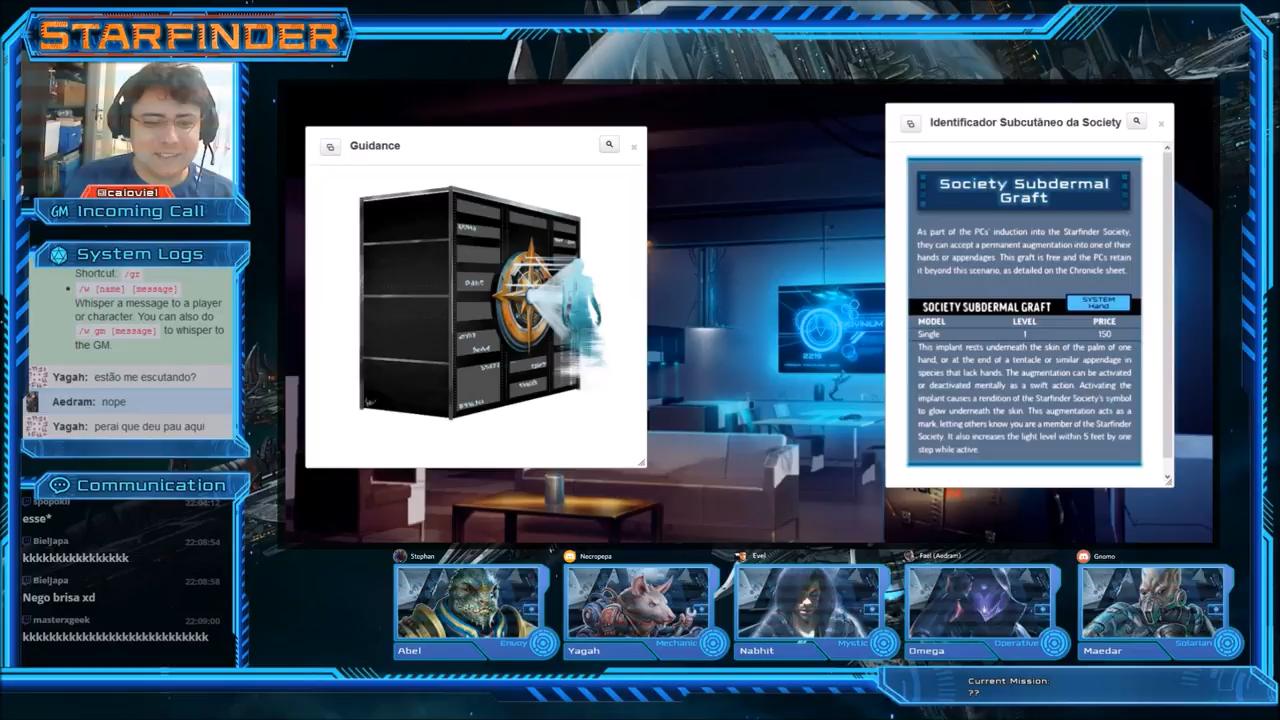 STARFINDER
@caioviel
GM Incoming Call
System Logs
Shortcut. /gr
/w [name] [message]
Whisper a message to a player
or character. You can also do
/w gm [message] to whisper to
the GM.
Yagah: estão me escutando?
Aedram: nope
Yagah: perai que deu pau aqui
Communication
spopokii 22:04:12
esse*
BielJapa 22:08:54
kkkkkkkkkkkkkkkk
BielJapa 22:08:58
Nego brisa xd
masterxgeek 22:09:00
kkkkkkkkkkkkkkkkkkkkkkkkkkkk
Guidance
Identificador Subcutâneo da Society
Society Subdermal
Graft
As part of the PCs' induction into the Starfinder Society,
they can accept a permanent augmentation into one of their
hands or appendages. This graft is free and the PCs retain
it beyond this scenario, as detailed on the Chronicle sheet.
SOCIETY SUBDERMAL GRAFT
SYSTEM
Hand
MODEL LEVEL PRICE
Single 1 150
This implant rests underneath the skin of the palm of one
hand, or at the end of a tentacle or similar appendage in
species that lack hands. The augmentation can be activated
or deactivated mentally as a swift action. Activating the
implant causes a rendition of the Starfinder Society's symbol
to glow underneath the skin. This augmentation acts as a
mark, letting others know you are a member of the Starfinder
Society. It also increases the light level within 5 feet by one
step while active.
2219
Stephan
Necropepa
Evel
Fael (Aedram)
Gnomo
Envoy
Mechanic
Mystic
Operative
Solarian
Abel
Yagah
Nabhit
Omega
Maedar
Current Mission:
??